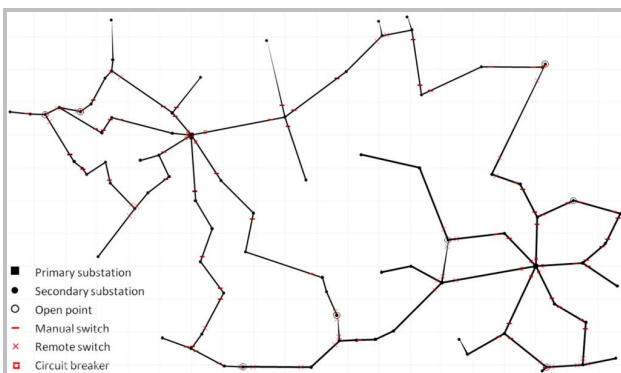 Primary substation
Secondary substation
Open point
Manual switch
Remote switch
Circuit breaker